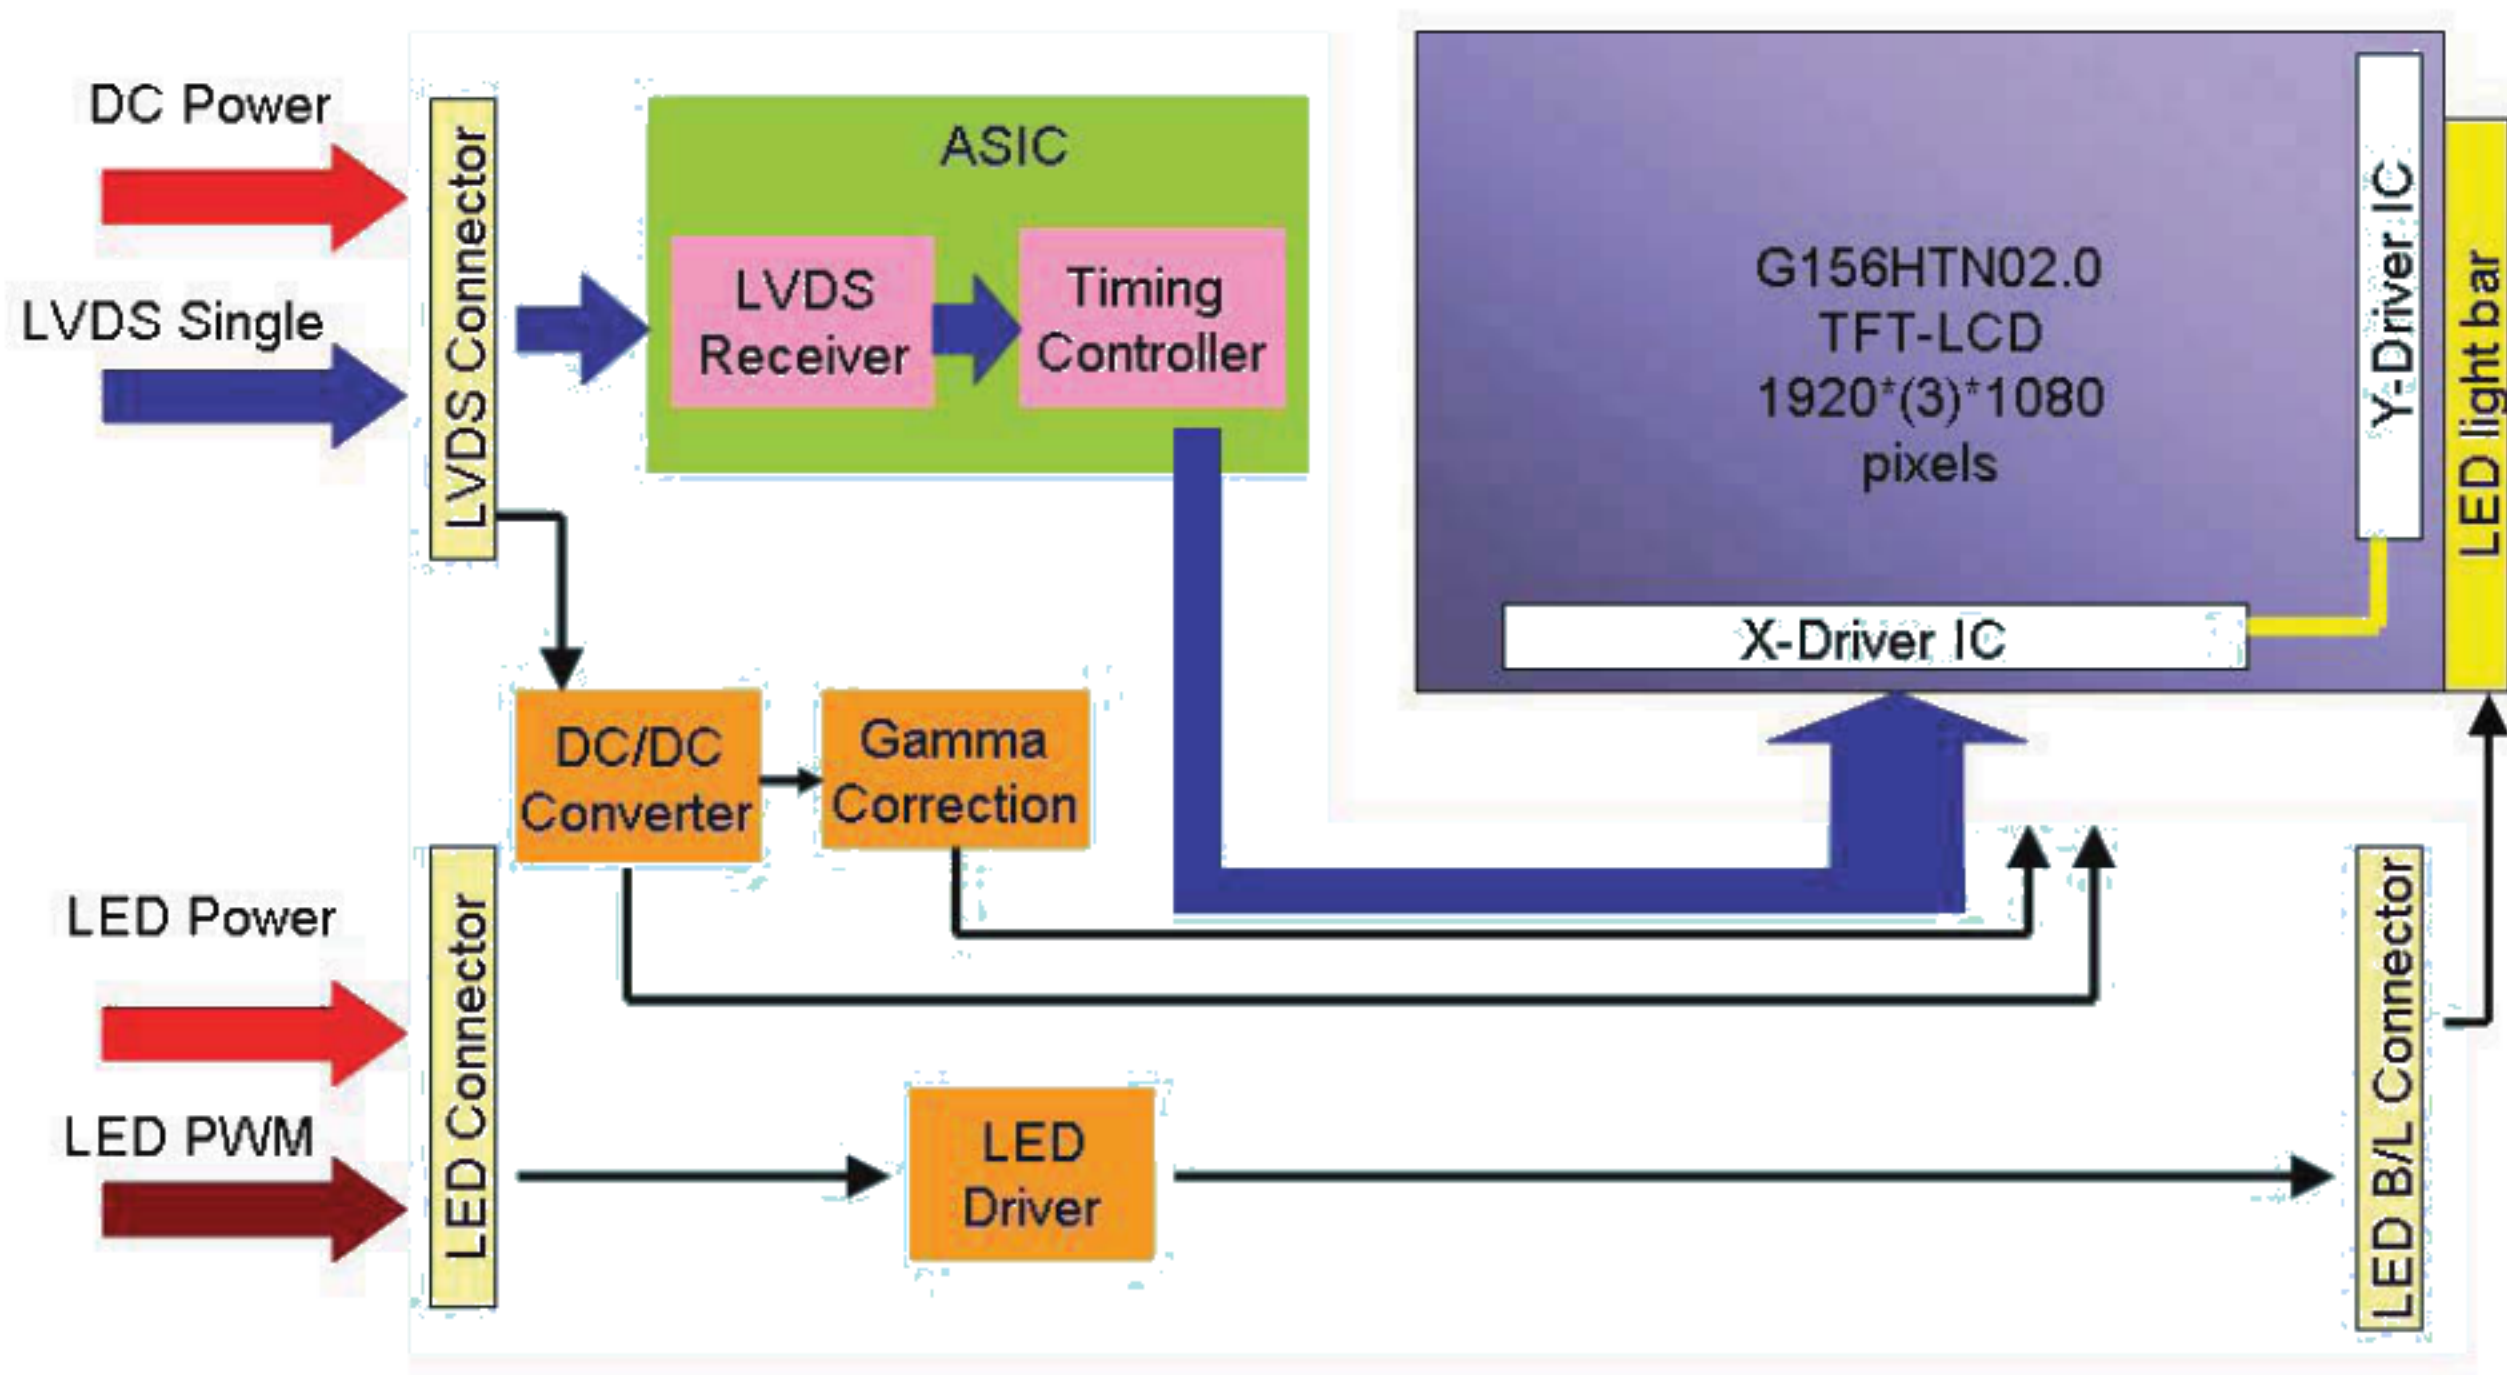 DC Power
LVDS Single
LVDS Connector
ASIC
LVDS
Receiver
Timing
Controller
G156HTN02.0
TFT-LCD
1920*(3)*1080
pixels
Y-Driver IC
LED light bar
X-Driver IC
DC/DC
Converter
Gamma
Correction
LED Power
LED PWM
LED Connector
LED
Driver
LED B/L Connector